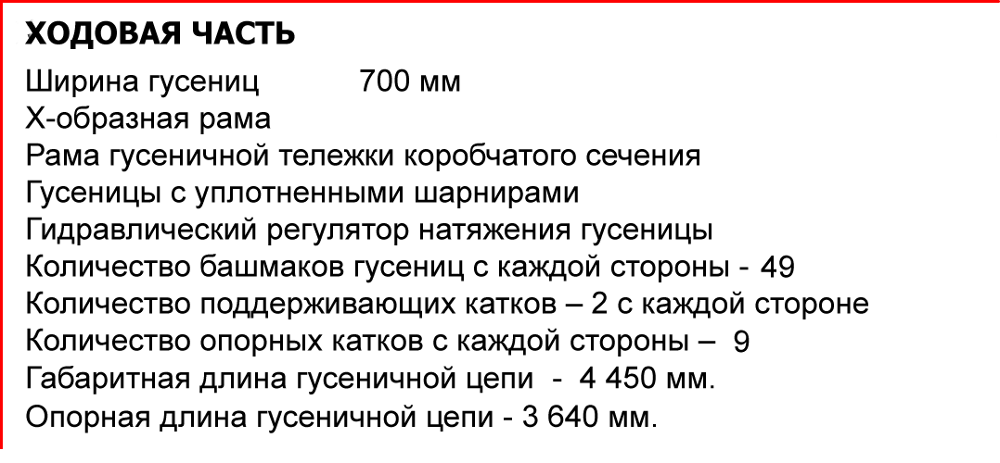 ХОДОВАЯ ЧАСТЬ
Ширина гусениц 700 мм
Х-образная рама
Рама гусеничной тележки коробчатого сечения
Гусеницы с уплотненными шарнирами
Гидравлический регулятор натяжения гусеницы
Количество башмаков гусениц с каждой стороны - 49
Количество поддерживающих катков – 2 с каждой стороне
Количество опорных катков с каждой стороны – 9
Габаритная длина гусеничной цепи - 4 450 мм.
Опорная длина гусеничной цепи - 3 640 мм.